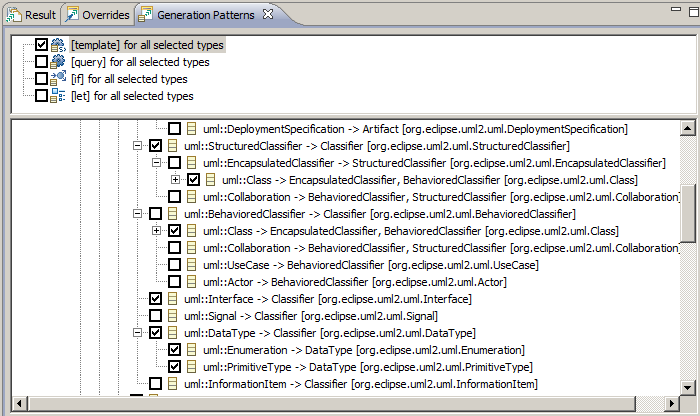 Result Overrides Generation Patterns
[template] for all selected types
[query] for all selected types
[if] for all selected types
[let] for all selected types
uml::DeploymentSpecification -> Artifact [org.eclipse.uml2.uml.DeploymentSpecification]
uml::StructuredClassifier -> Classifier [org.eclipse.uml2.uml.StructuredClassifier]
uml::EncapsulatedClassifier -> StructuredClassifier [org.eclipse.uml2.uml.EncapsulatedClassifier]
uml::Class -> EncapsulatedClassifier, BehavioredClassifier [org.eclipse.uml2.uml.Class]
uml::Collaboration -> BehavioredClassifier, StructuredClassifier [org.eclipse.uml2.uml.Collaboration]
uml::BehavioredClassifier -> Classifier [org.eclipse.uml2.uml.BehavioredClassifier]
uml::Class -> EncapsulatedClassifier, BehavioredClassifier [org.eclipse.uml2.uml.Class]
uml::Collaboration -> BehavioredClassifier, StructuredClassifier [org.eclipse.uml2.uml.Collaboration]
uml::UseCase -> BehavioredClassifier [org.eclipse.uml2.uml.UseCase]
uml::Actor -> BehavioredClassifier [org.eclipse.uml2.uml.Actor]
uml::Interface -> Classifier [org.eclipse.uml2.uml.Interface]
uml::Signal -> Classifier [org.eclipse.uml2.uml.Signal]
uml::DataType -> Classifier [org.eclipse.uml2.uml.DataType]
uml::Enumeration -> DataType [org.eclipse.uml2.uml.Enumeration]
uml::PrimitiveType -> DataType [org.eclipse.uml2.uml.PrimitiveType]
uml::InformationItem -> Classifier [org.eclipse.uml2.uml.InformationItem]